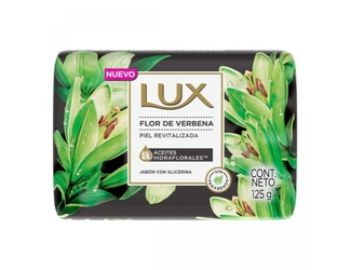 NUEVO
LUX
FLOR DE VERBENA
PIEL REVITALIZADA
ACEITES
HIDRAFLORALES™
JABÓN CON GLICERINA
CONT.
NETO
125 g